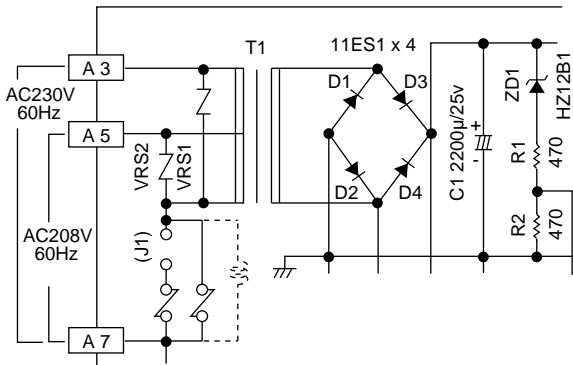 T1
11ES1 x 4
A 3
AC230V
60Hz
A 5
D1
D3
D2
D4
VRS2
VRS1
C1 2200µ/25v
+
-
ZD1
HZ12B1
R1
470
R2
470
AC208V
60Hz
(J1)
A 7